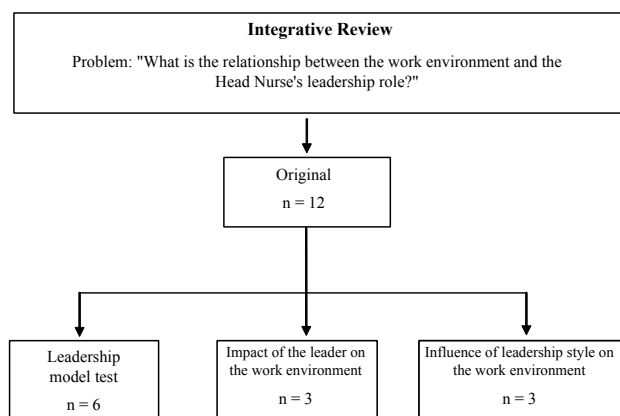 Integrative Review
Problem: "What is the relationship between the work environment and the
Head Nurse's leadership role?"
Original
n = 12
Leadership
model test
n = 6
Impact of the leader on
the work environment
n = 3
Influence of leadership style on
the work environment
n = 3